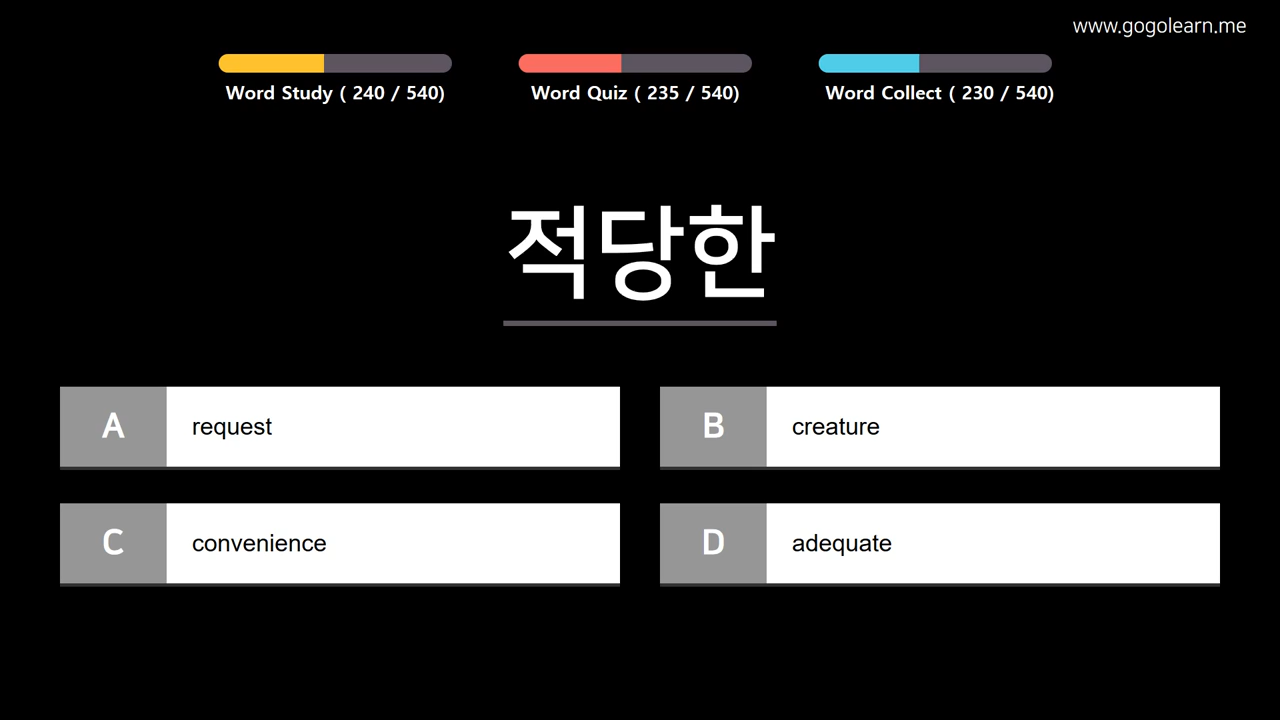 www.gogolearn.me
Word Study ( 240 / 540)
Word Quiz ( 235 / 540)
Word Collect ( 230 / 540)
적당한
A request
B creature
C convenience
D adequate